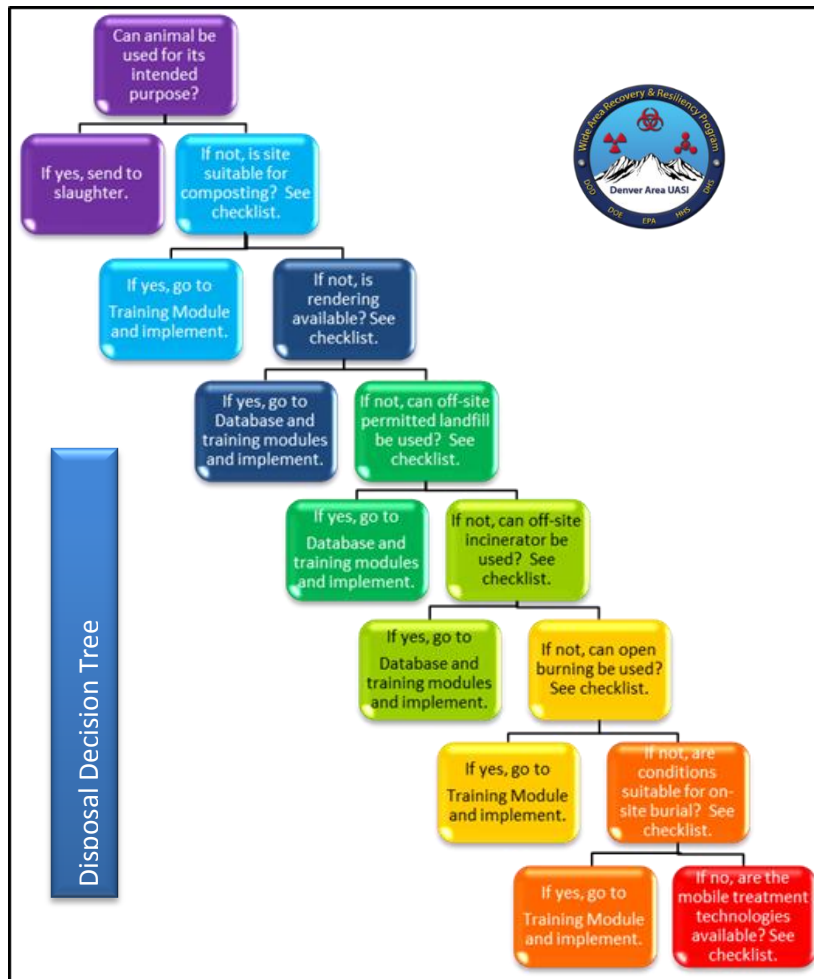 Can animal be
used for its
intended
purpose?
If yes, send to
slaughter.
If not, is site
suitable for
composting? See
checklist.
If yes, go to
Training Module
and implement.
If not, is
rendering
available? See
checklist.
If yes, go to
Database and
training modules
and implement.
If not, can off-site
permitted landfill
be used? See
checklist.
If yes, go to
Database and
training modules
and implement.
If not, can off-site
incinerator be
used? See
checklist.
If yes, go to
Database and
training modules
and implement.
If not, can open
burning be used?
See checklist.
If yes, go to
Training Module
and implement.
If not, are
conditions
suitable for on-
site burial? See
checklist.
If yes, go to
Training Module
and implement.
If no, are the
mobile treatment
technologies
available? See
checklist.
Disposal Decision Tree
Wide Area Recovery & Resiliency Program
Denver Area UASI
DOD DOE EPA HHS DHS